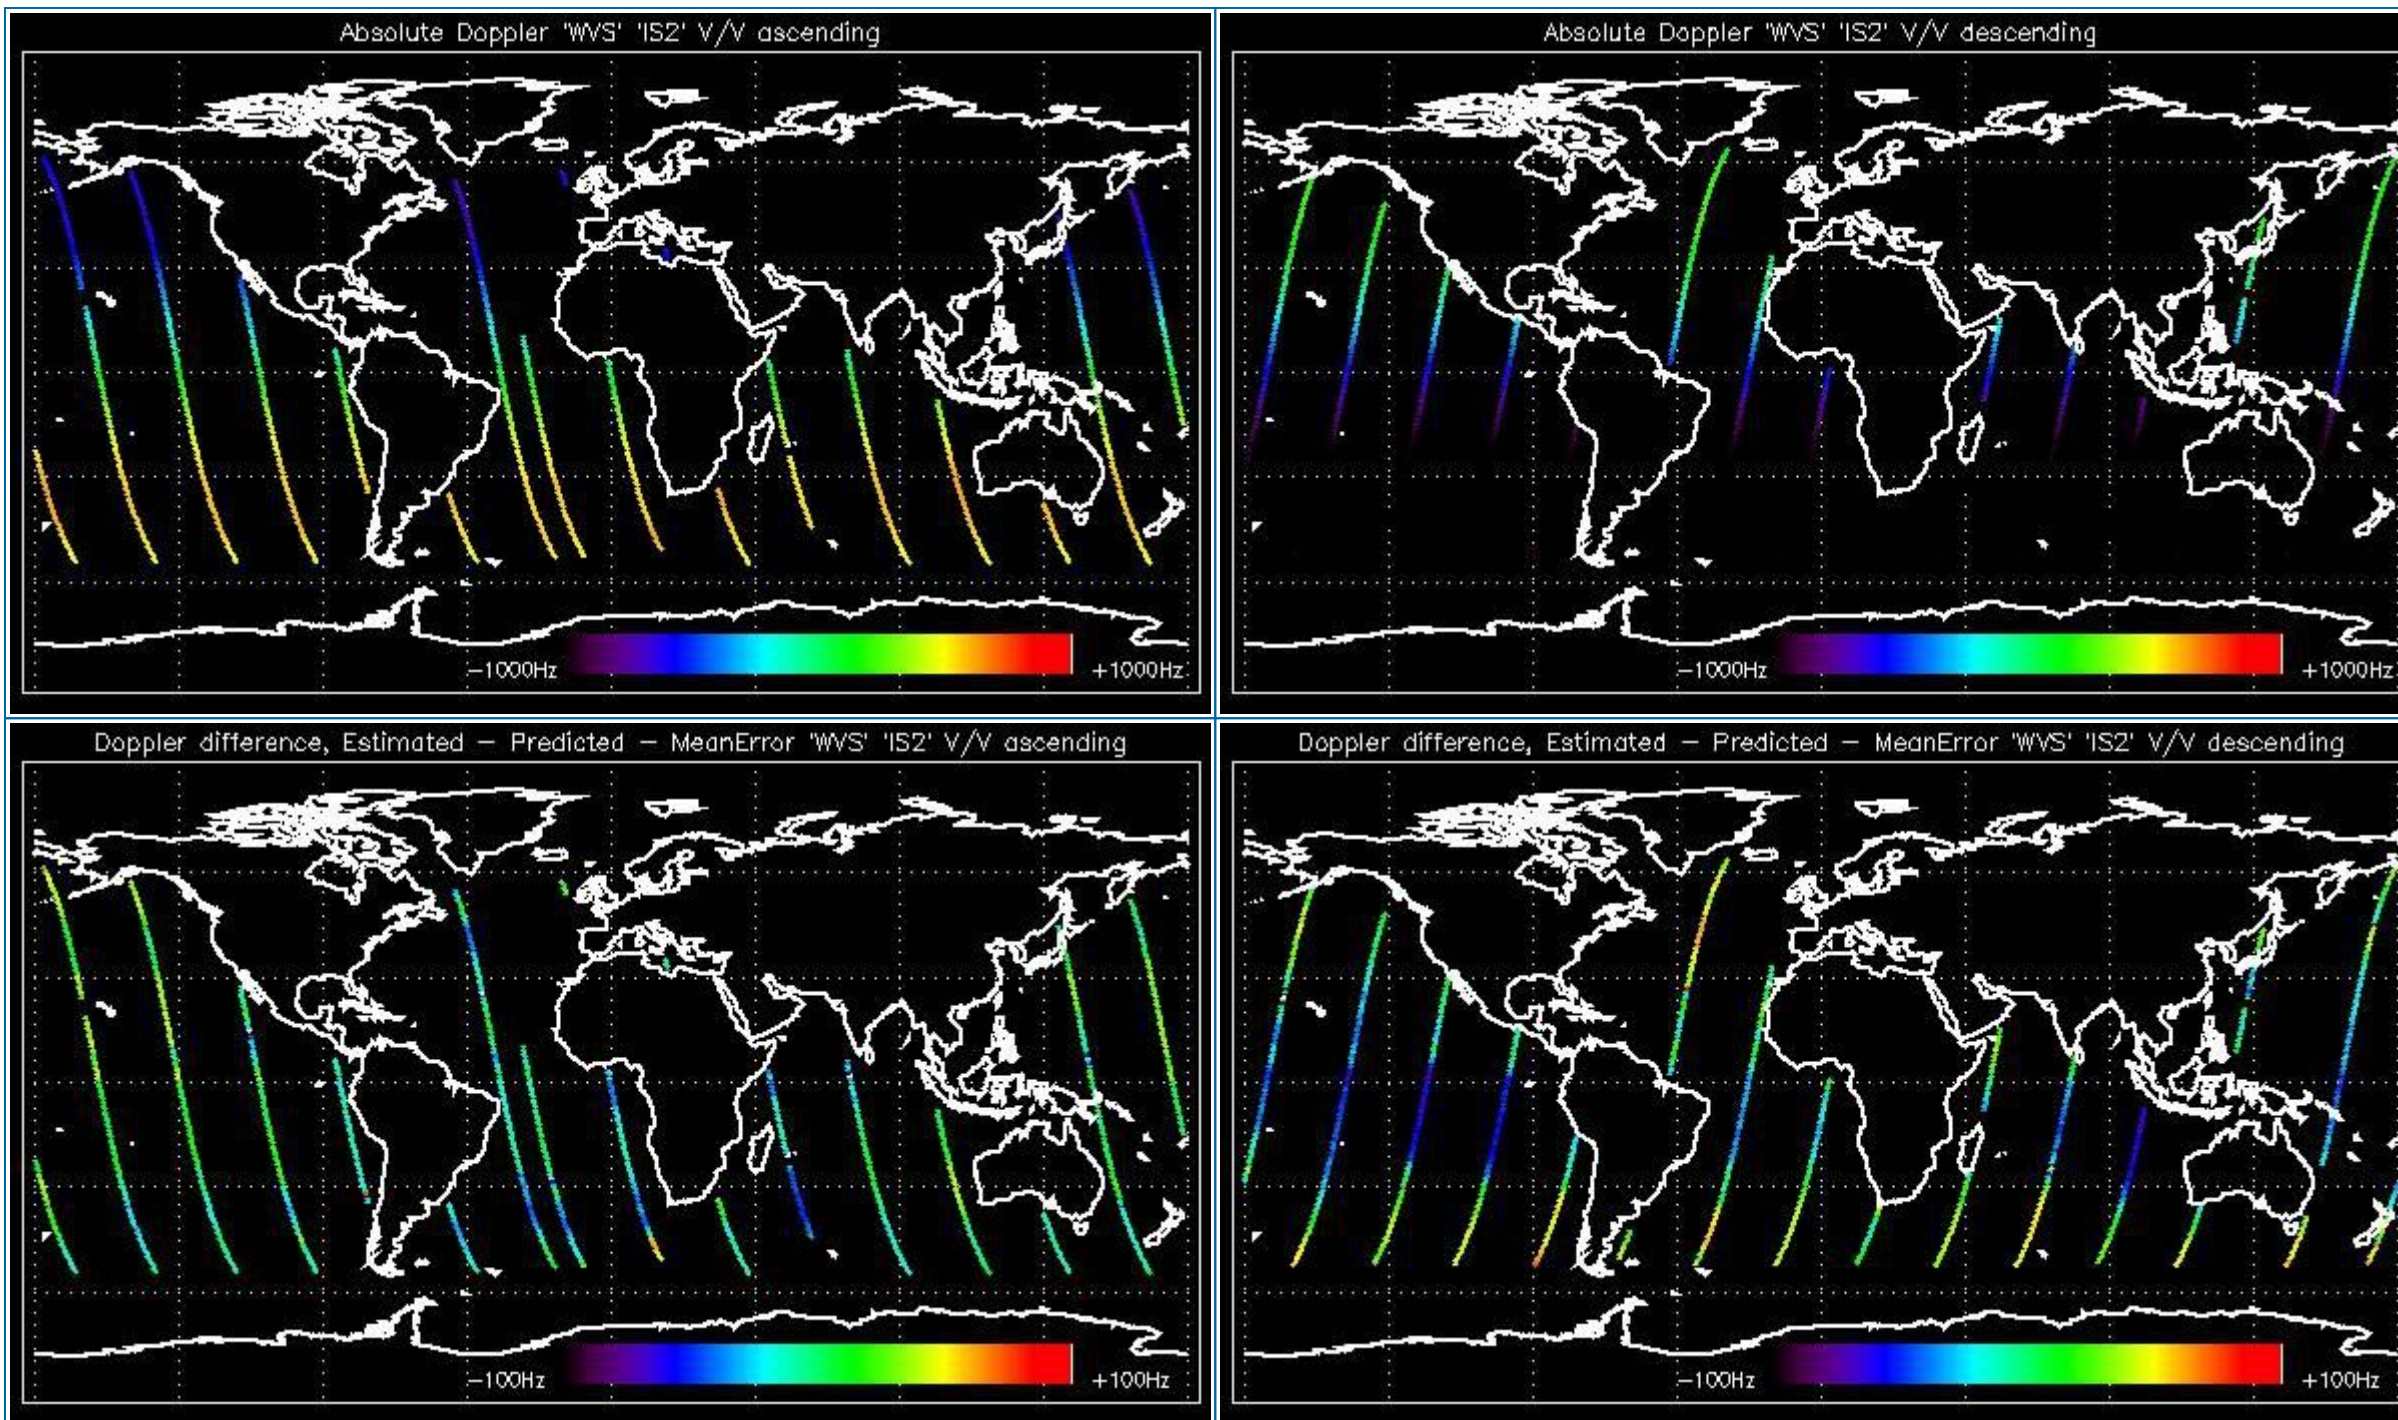 Absolute Doppler 'WVS' 'IS2' V/V ascending
-1000Hz
+1000Hz
Absolute Doppler 'WVS' 'IS2' V/V descending
-1000Hz
+1000Hz
Doppler difference, Estimated - Predicted - MeanError 'WVS' 'IS2' V/V ascending
-100Hz
+100Hz
Doppler difference, Estimated - Predicted - MeanError 'WVS' 'IS2' V/V descending
-100Hz
+100Hz